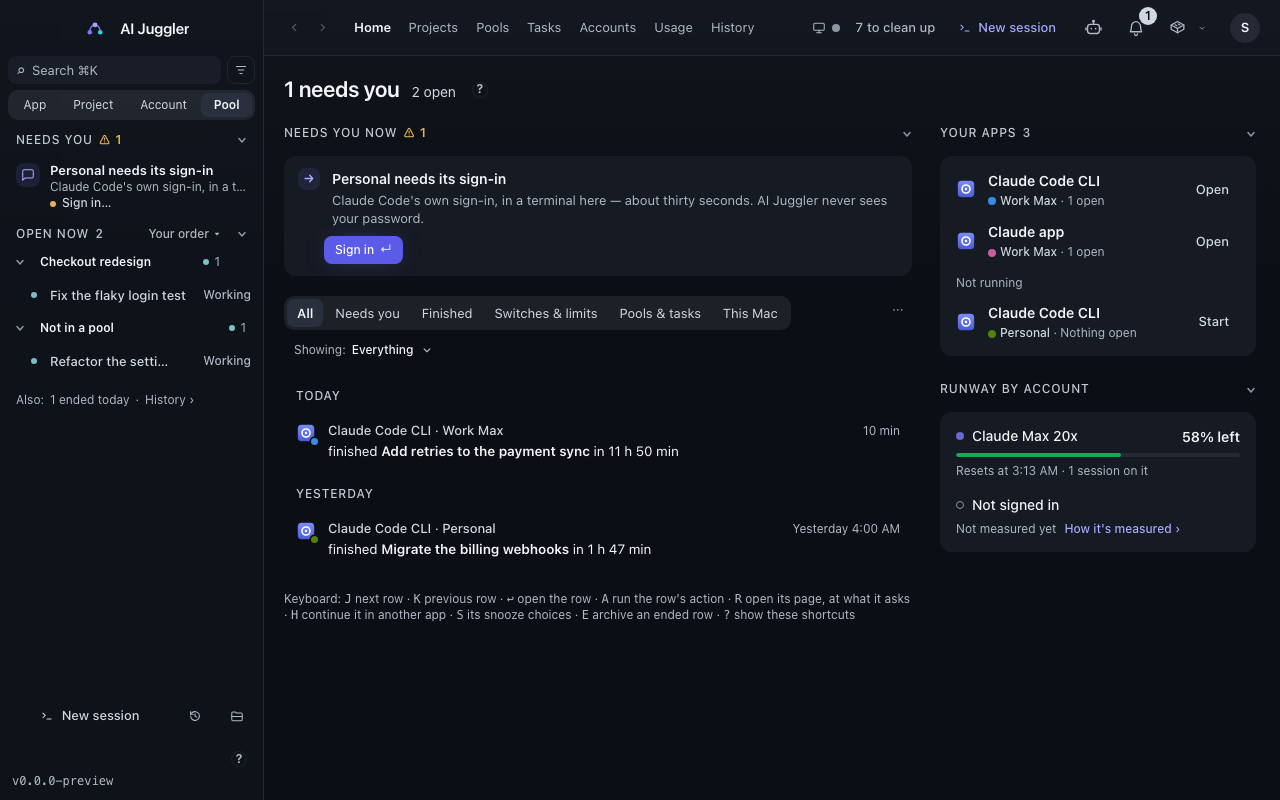 AI Juggler
Search ⌘K
App Project Account Pool
NEEDS YOU 1
Personal needs its sign-in
Claude Code's own sign-in, in a t…
Sign in…
OPEN NOW 2 Your order
Checkout redesign 1
Fix the flaky login test Working
Not in a pool 1
Refactor the setti… Working
Also: 1 ended today · History ›
New session
?
v0.0.0-preview
Home Projects Pools Tasks Accounts Usage History
7 to clean up
New session
1
S
1 needs you 2 open ?
NEEDS YOU NOW 1
Personal needs its sign-in
Claude Code's own sign-in, in a terminal here — about thirty seconds. AI Juggler never sees
your password.
Sign in ↵
All Needs you Finished Switches & limits Pools & tasks This Mac ···
Showing: Everything
TODAY
Claude Code CLI · Work Max 10 min
finished Add retries to the payment sync in 11 h 50 min
YESTERDAY
Claude Code CLI · Personal Yesterday 4:00 AM
finished Migrate the billing webhooks in 1 h 47 min
Keyboard: J next row · K previous row · ↩ open the row · A run the row's action · R open its page, at what it asks
· H continue it in another app · S its snooze choices · E archive an ended row · ? show these shortcuts
YOUR APPS 3
Claude Code CLI Open
Work Max · 1 open
Claude app Open
Work Max · 1 open
Not running
Claude Code CLI Start
Personal · Nothing open
RUNWAY BY ACCOUNT
Claude Max 20x 58% left
Resets at 3:13 AM · 1 session on it
Not signed in
Not measured yet How it's measured ›